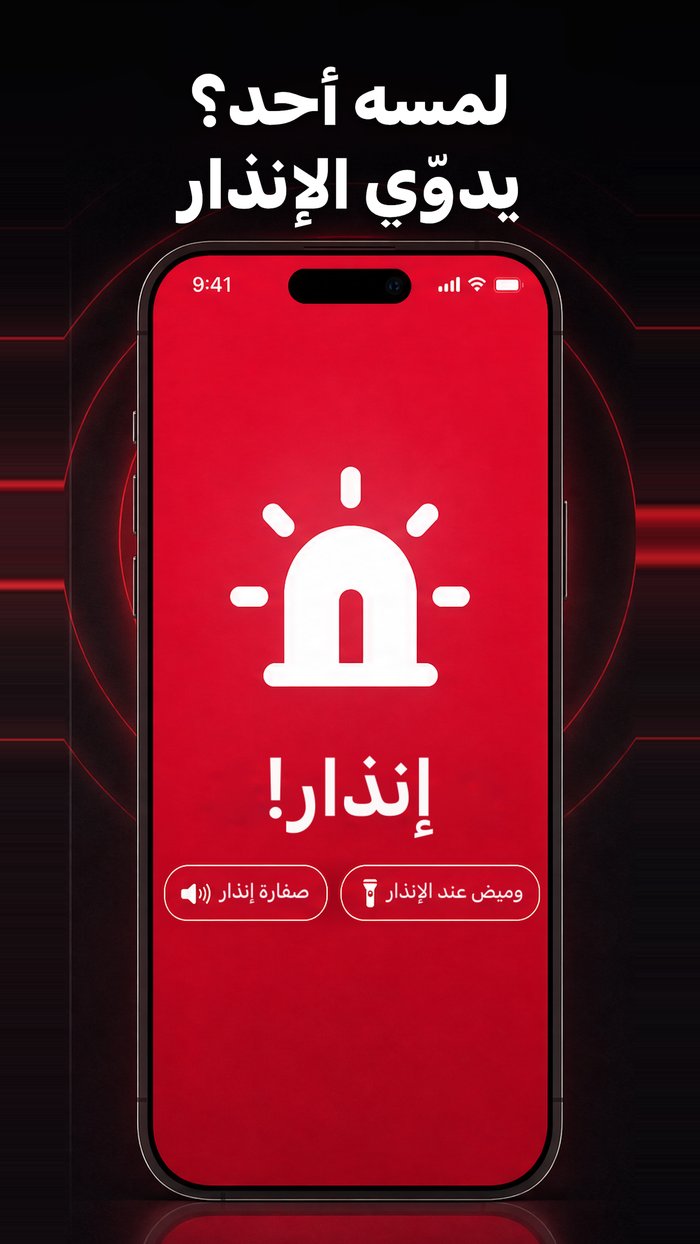 لمسه أحد؟
يدوّي الإنذار
9:41
إنذار!
وميض عند الإنذار
صفارة إنذار